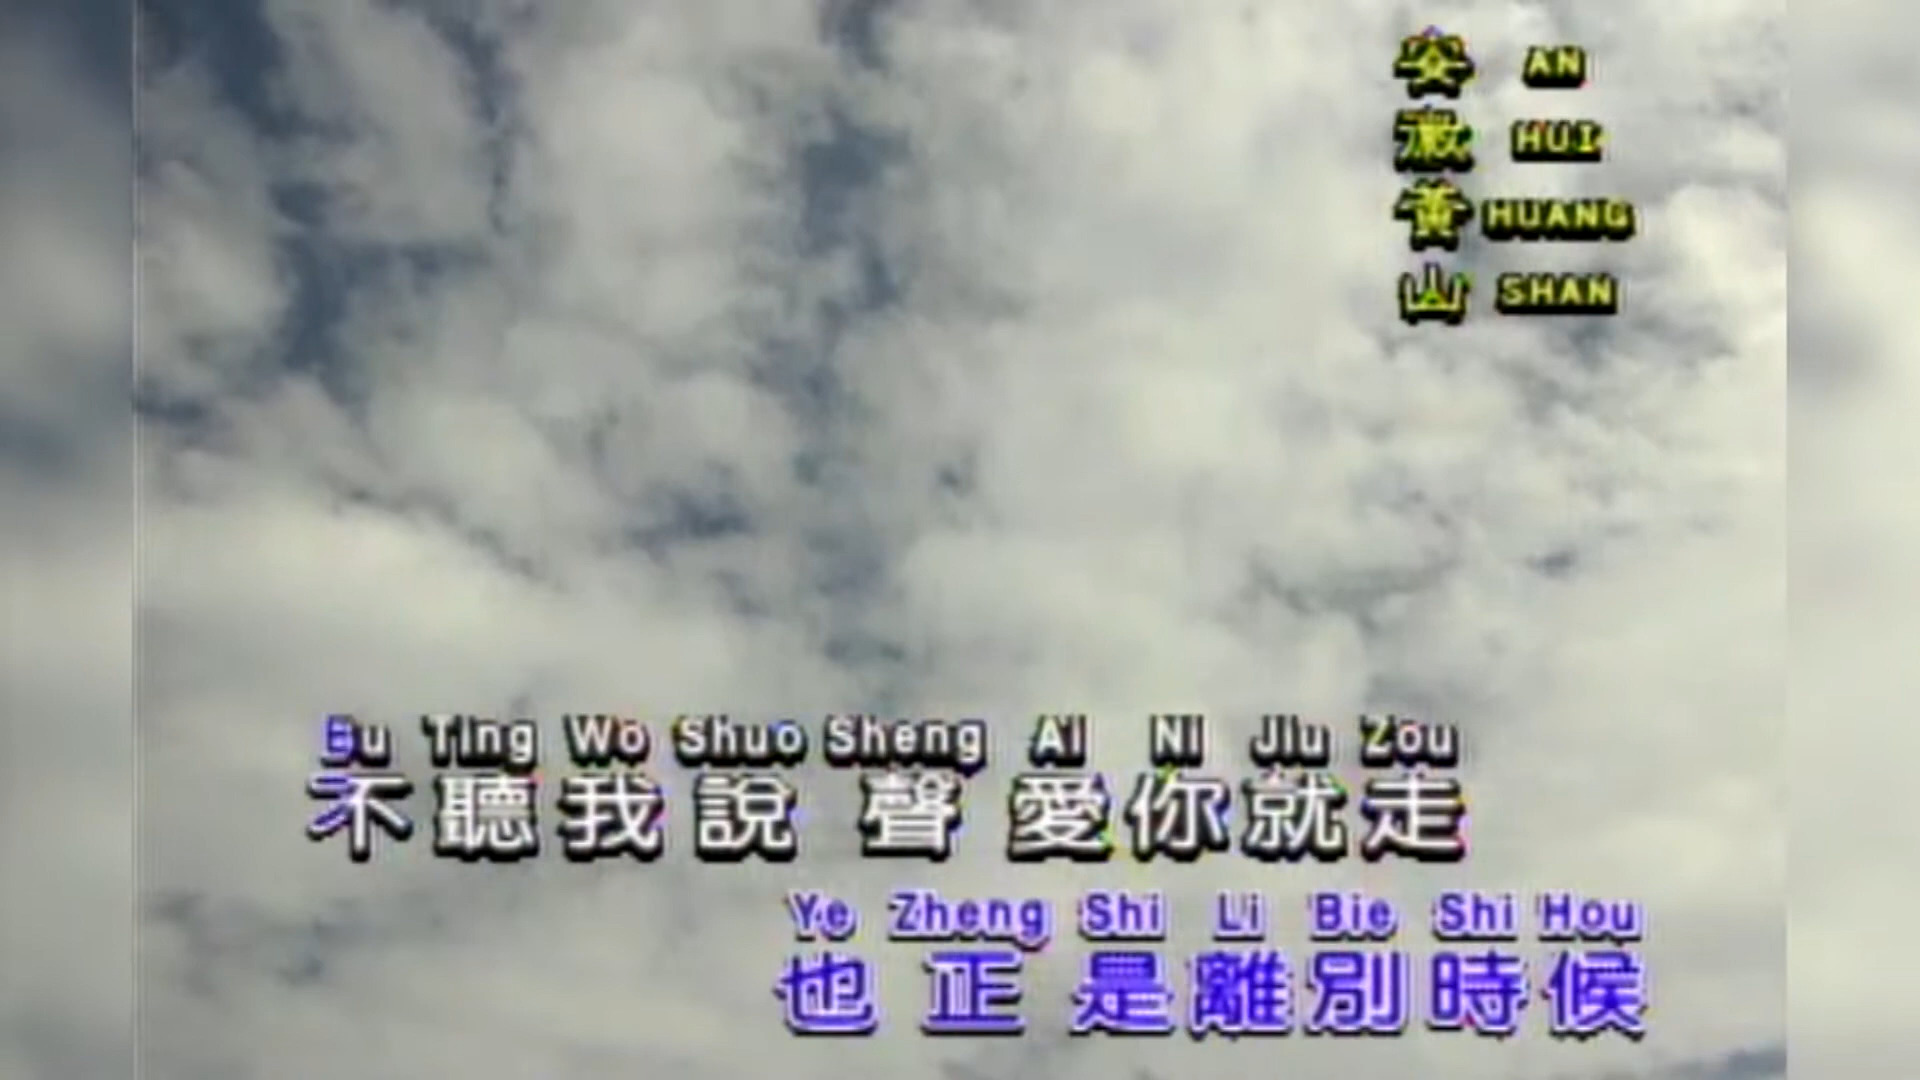 安 AN
徽 HUI
黃 HUANG
山 SHAN
Bu Ting Wo Shuo Sheng Ai Ni Jiu Zou
不聽我說 聲 愛你就走
Ye Zheng Shi Li Bie Shi Hou
也 正 是離別時候